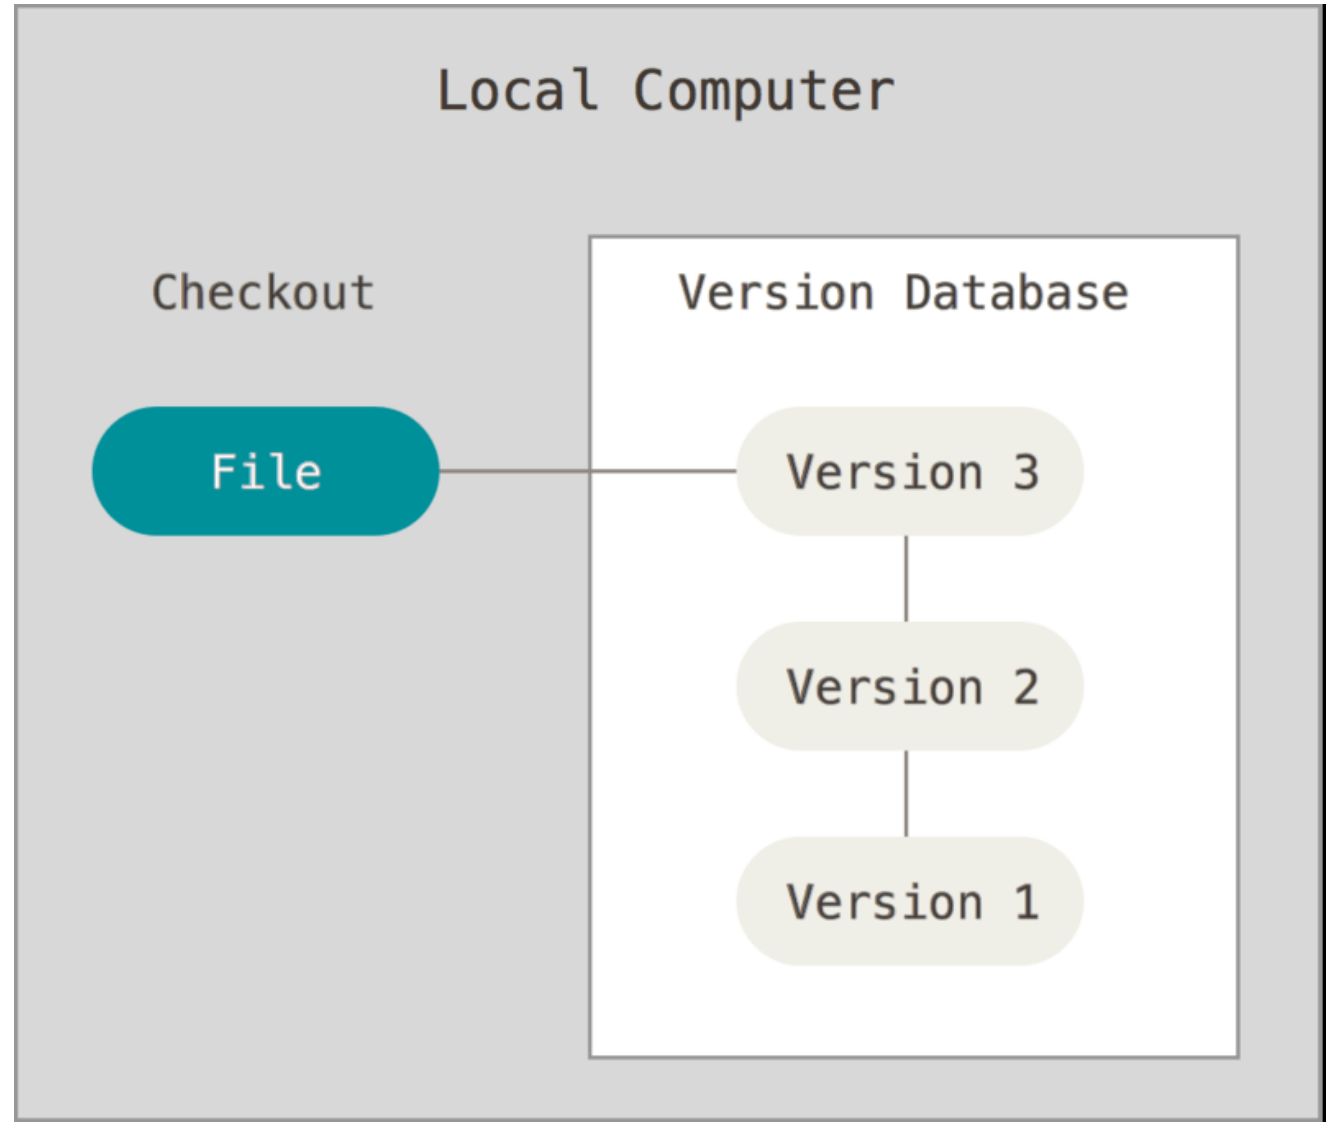 Local Computer
Checkout
Version Database
File
Version 3
Version 2
Version 1